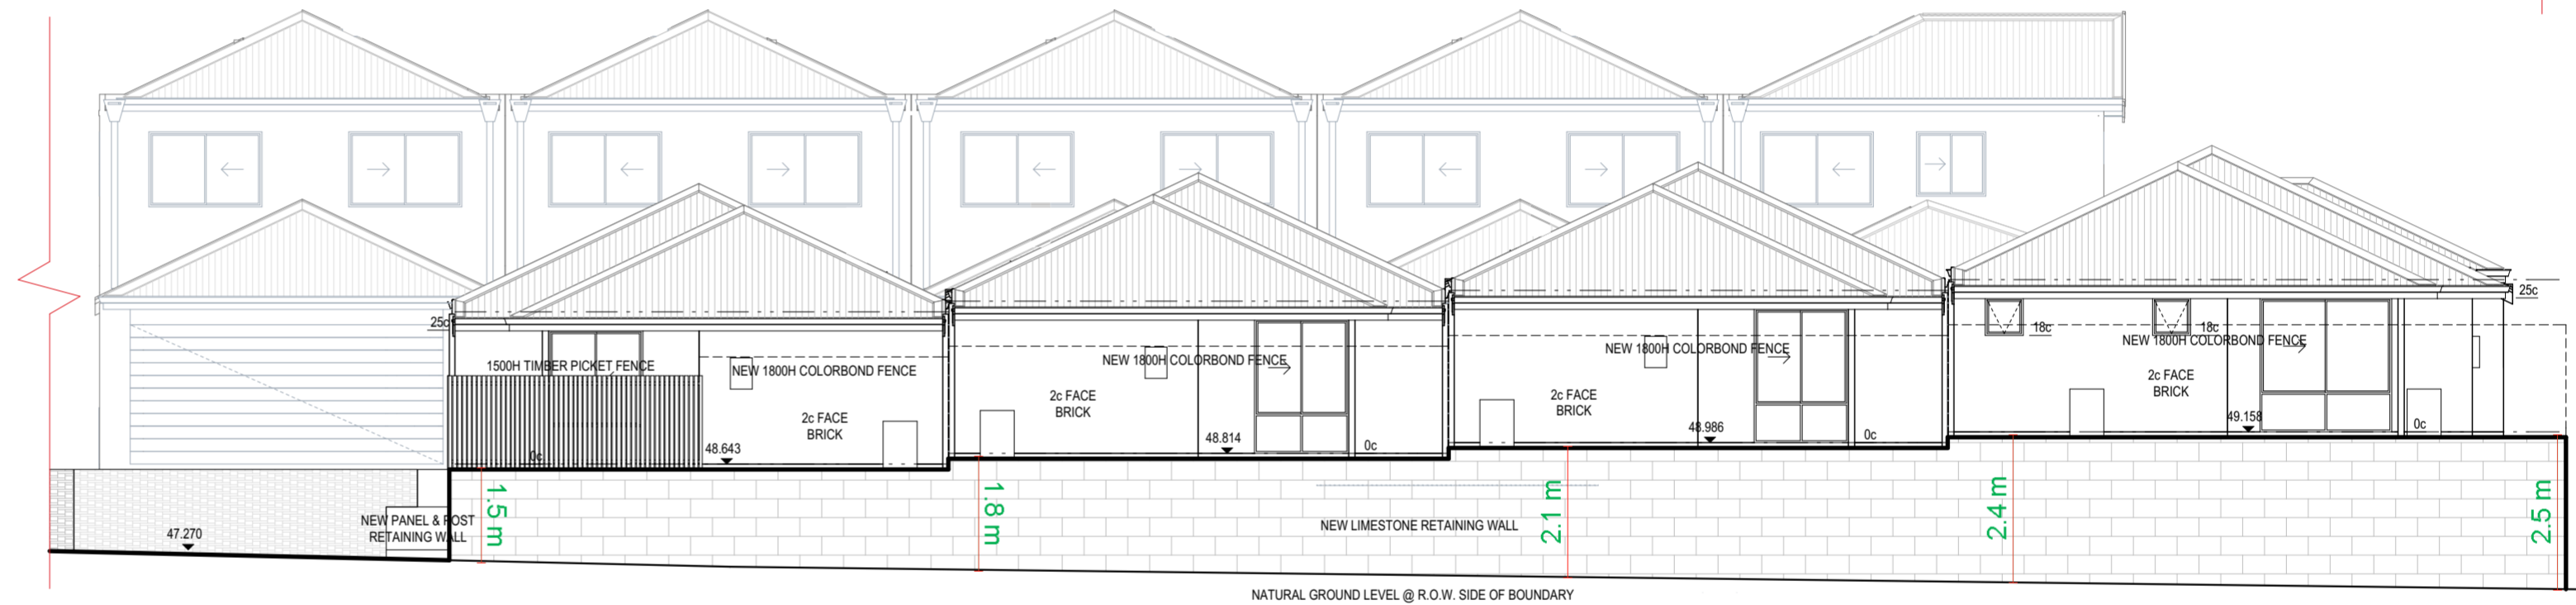 25c
1500H TIMBER PICKET FENCE
NEW 1800H COLORBOND FENCE
2c FACE
BRICK
0c
48.643
NEW 1800H COLORBOND FENCE
2c FACE
BRICK
48.814
0c
NEW 1800H COLORBOND FENCE
2c FACE
BRICK
48.986
0c
25c
18c
18c
NEW 1800H COLORBOND FENCE
2c FACE
BRICK
49.158
0c
47.270
NEW PANEL & POST
RETAINING WALL
1.5 m
1.8 m
NEW LIMESTONE RETAINING WALL
2.1 m
2.4 m
2.5 m
NATURAL GROUND LEVEL @ R.O.W. SIDE OF BOUNDARY